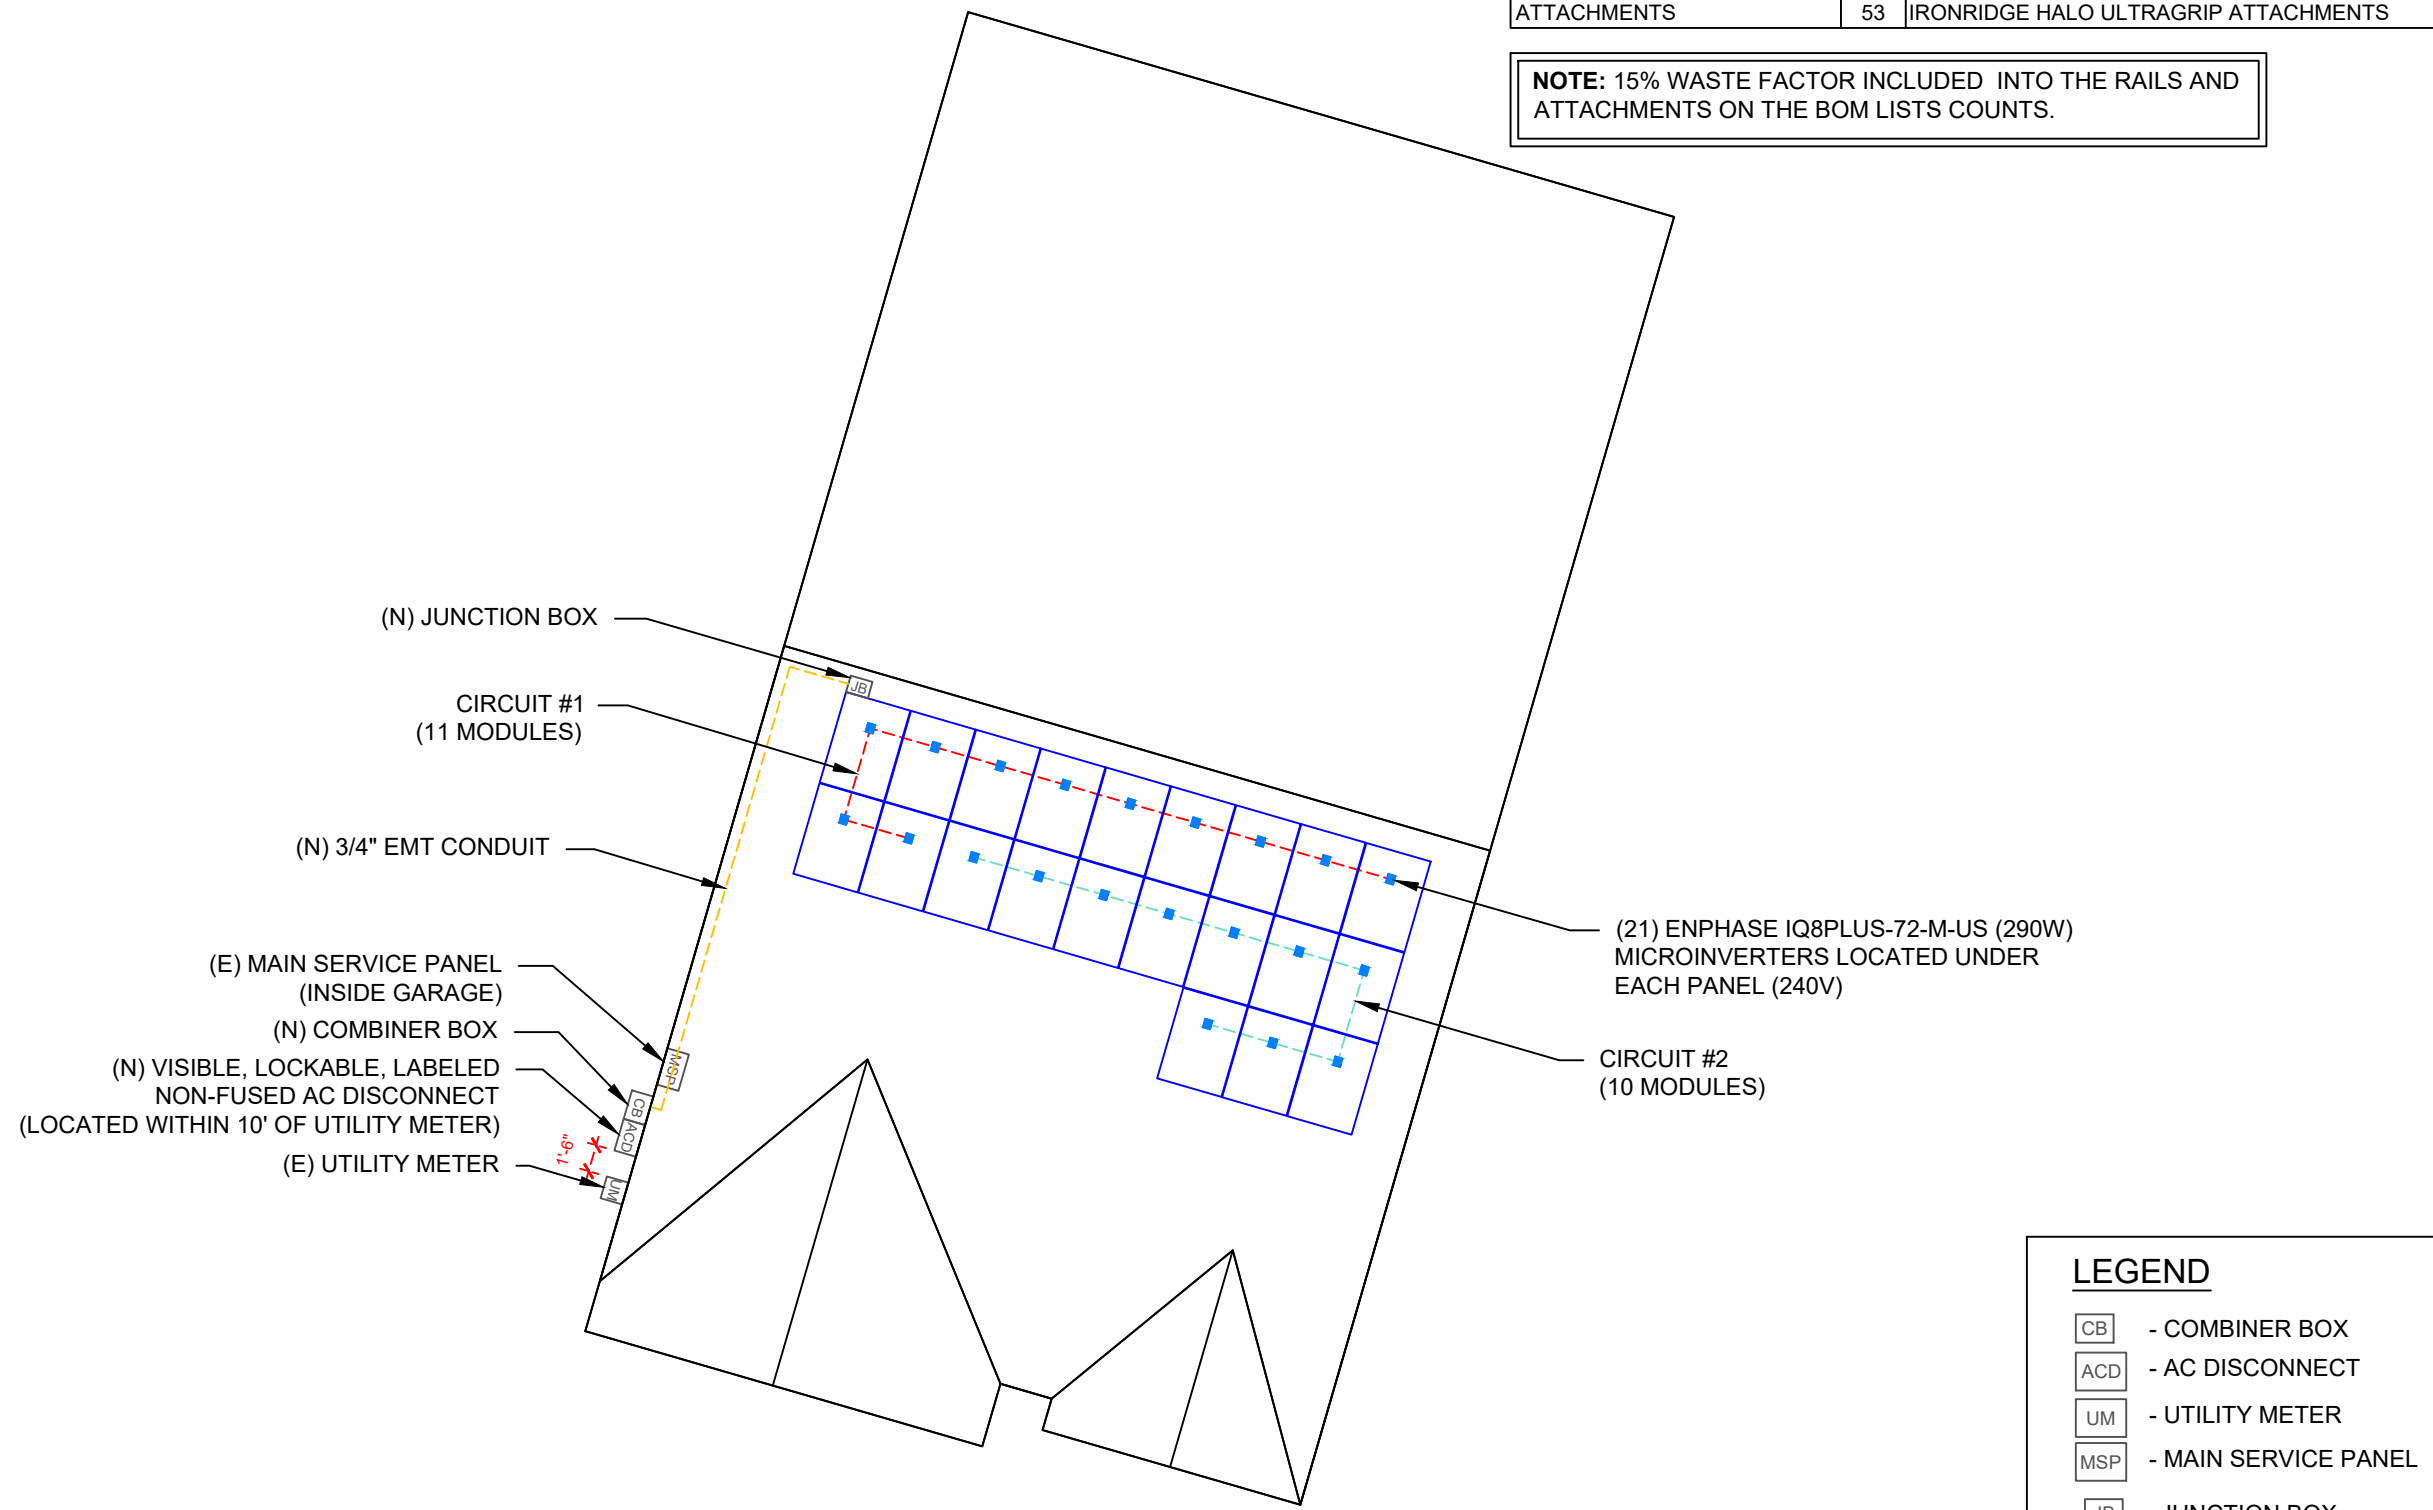 ATTACHMENTS 53 IRONRIDGE HALO ULTRAGRIP ATTACHMENTS
NOTE: 15% WASTE FACTOR INCLUDED INTO THE RAILS AND
ATTACHMENTS ON THE BOM LISTS COUNTS.
(N) JUNCTION BOX
JB
CIRCUIT #1
(11 MODULES)
(N) 3/4" EMT CONDUIT
(E) MAIN SERVICE PANEL
(INSIDE GARAGE)
(N) COMBINER BOX
(N) VISIBLE, LOCKABLE, LABELED
NON-FUSED AC DISCONNECT
(LOCATED WITHIN 10' OF UTILITY METER)
(E) UTILITY METER
MSP
CB
ACD
1'-6"
UM
(21) ENPHASE IQ8PLUS-72-M-US (290W)
MICROINVERTERS LOCATED UNDER
EACH PANEL (240V)
CIRCUIT #2
(10 MODULES)
LEGEND
CB - COMBINER BOX
ACD - AC DISCONNECT
UM - UTILITY METER
MSP - MAIN SERVICE PANEL
JB - JUNCTION BOX